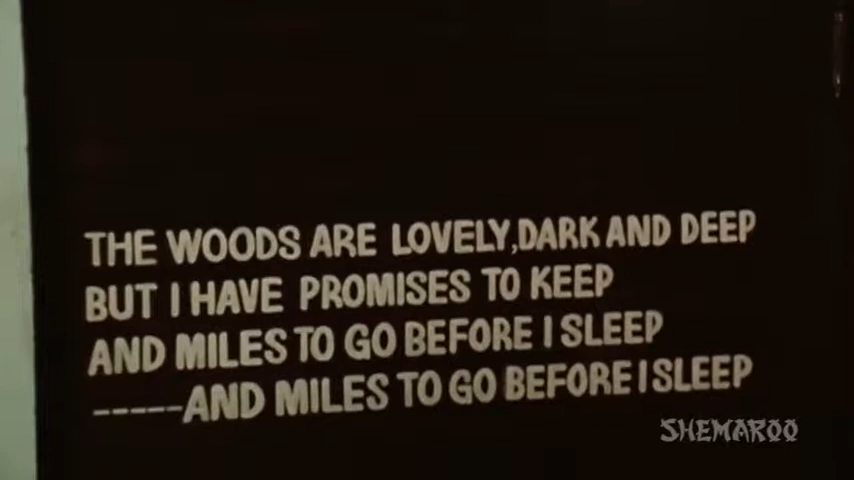 THE WOODS ARE LOVELY,DARK AND DEEP
BUT I HAVE PROMISES TO KEEP
AND MILES TO GO BEFORE I SLEEP
-----AND MILES TO GO BEFORE I SLEEP
SHEMAROO